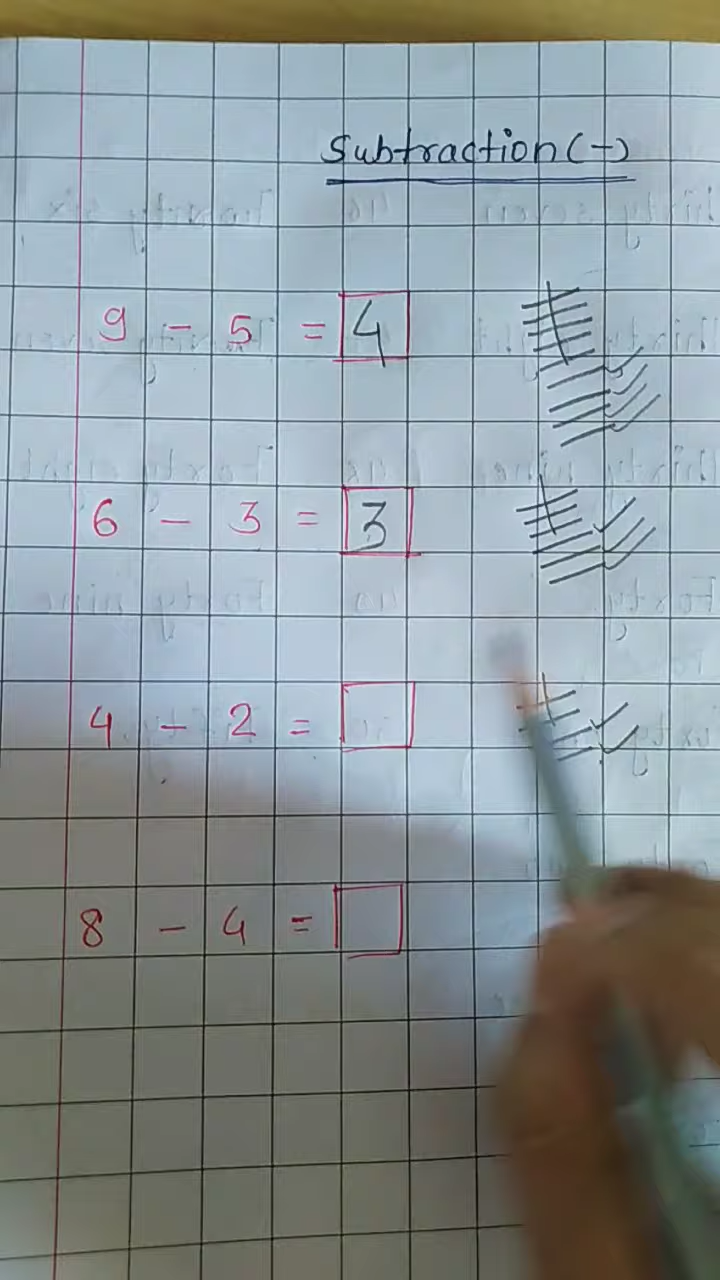 Subtraction (-)
9 - 5 = 4
6 - 3 = 3
4 - 2 =
8 - 4 =